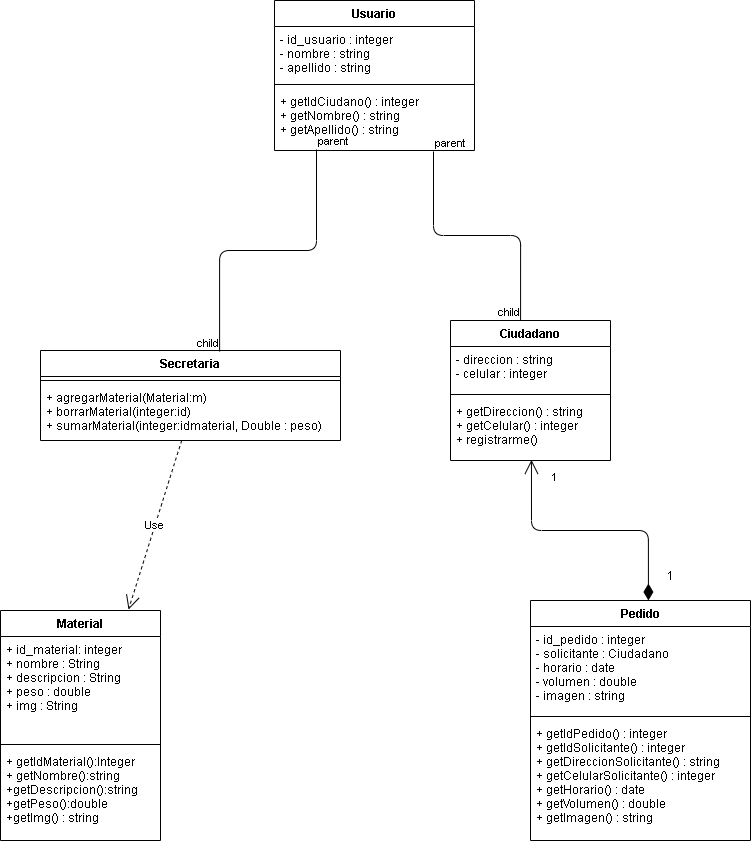 Usuario
- id_usuario : integer
- nombre : string
- apellido : string
+ getIdCiudano() : integer
+ getNombre() : string
+ getApellido() : string
parent
parent
child
child
Secretaria
+ agregarMaterial(Material:m)
+ borrarMaterial(integer:id)
+ sumarMaterial(integer:idmaterial, Double : peso)
Ciudadano
- direccion : string
- celular : integer
+ getDireccion() : string
+ getCelular() : integer
+ registrarme()
1
Use
1
Material
+ id_material: integer
+ nombre : String
+ descripcion : String
+ peso : double
+ img : String
+ getIdMaterial():Integer
+ getNombre():string
+getDescripcion():string
+getPeso():double
+getImg() : string
Pedido
- id_pedido : integer
- solicitante : Ciudadano
- horario : date
- volumen : double
- imagen : string
+ getIdPedido() : integer
+ getIdSolicitante() : integer
+ getDireccionSolicitante() : string
+ getCelularSolicitante() : integer
+ getHorario() : date
+ getVolumen() : double
+ getImagen() : string